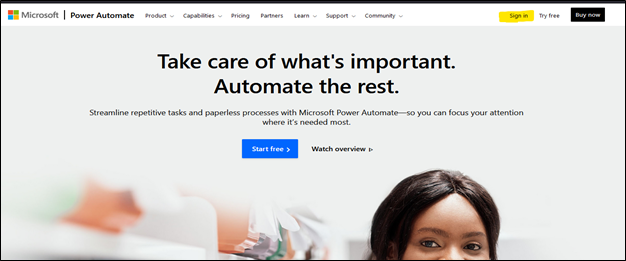 Microsoft | Power Automate Product Capabilities Pricing Partners Learn Support Community Sign in Try free Buy now
Take care of what's important.
Automate the rest.
Streamline repetitive tasks and paperless processes with Microsoft Power Automate—so you can focus your attention
where it's needed most.
Start free Watch overview